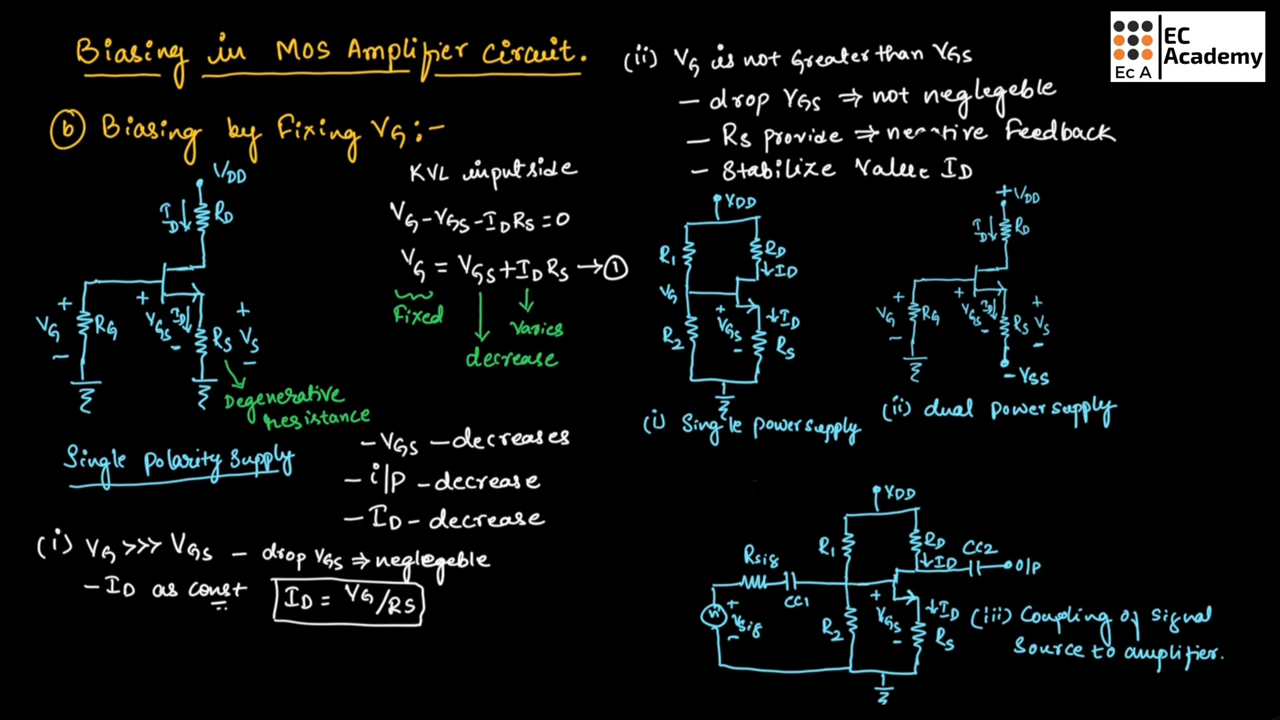 Biasing in MOS Amplifier Circuit.
(b) Biasing by Fixing VG:-
VDD
ID
RD
+
VG
-
RG
+
VGS
-
ID
RS
+
VS
-
Degenerative
resistance
Single Polarity Supply
KVL input side
VG-VGS-IDRS=0
VG = VGS+IDRS →①
Fixed
decrease
varies
-VGS -decreases
-i/p -decrease
-ID-decrease
(i) VG>>> VGS - drop VGS ⇒ neglegeble
-ID as const
ID = VG/RS
(ii) VG is not Greater than VGS
- drop VGS ⇒ not neglegeble
- RS provide ⇒ negative Feedback
- Stabilize value ID
EC
Academy
Ec A
VDD
R1
RD
ID
VG
+
VGS
-
ID
R2
RS
(i) Single power supply
+VDD
ID
RD
+
VG
-
RG
+
VGS
-
ID
RS
+
VS
-
-VSS
(ii) dual power supply
VDD
R1
RD
ID
CC2
O/P
Rsig
CC1
+
Vsig
-
R2
+
VGS
-
ID
RS
(iii) Coupling of signal
Source to amplifier.